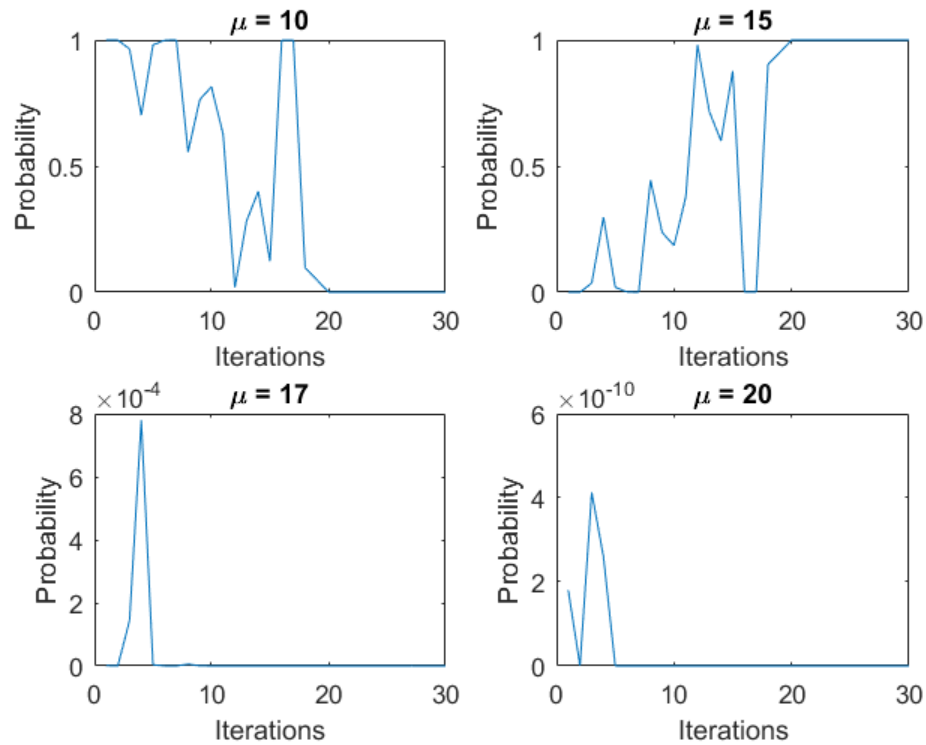 μ = 10
1
0.5
0
Probability
0 10 20 30
Iterations
μ = 15
1
0.5
0
Probability
0 10 20 30
Iterations
μ = 17
×10-4
8
6
4
2
0
Probability
0 10 20 30
Iterations
μ = 20
×10-10
6
4
2
0
Probability
0 10 20 30
Iterations